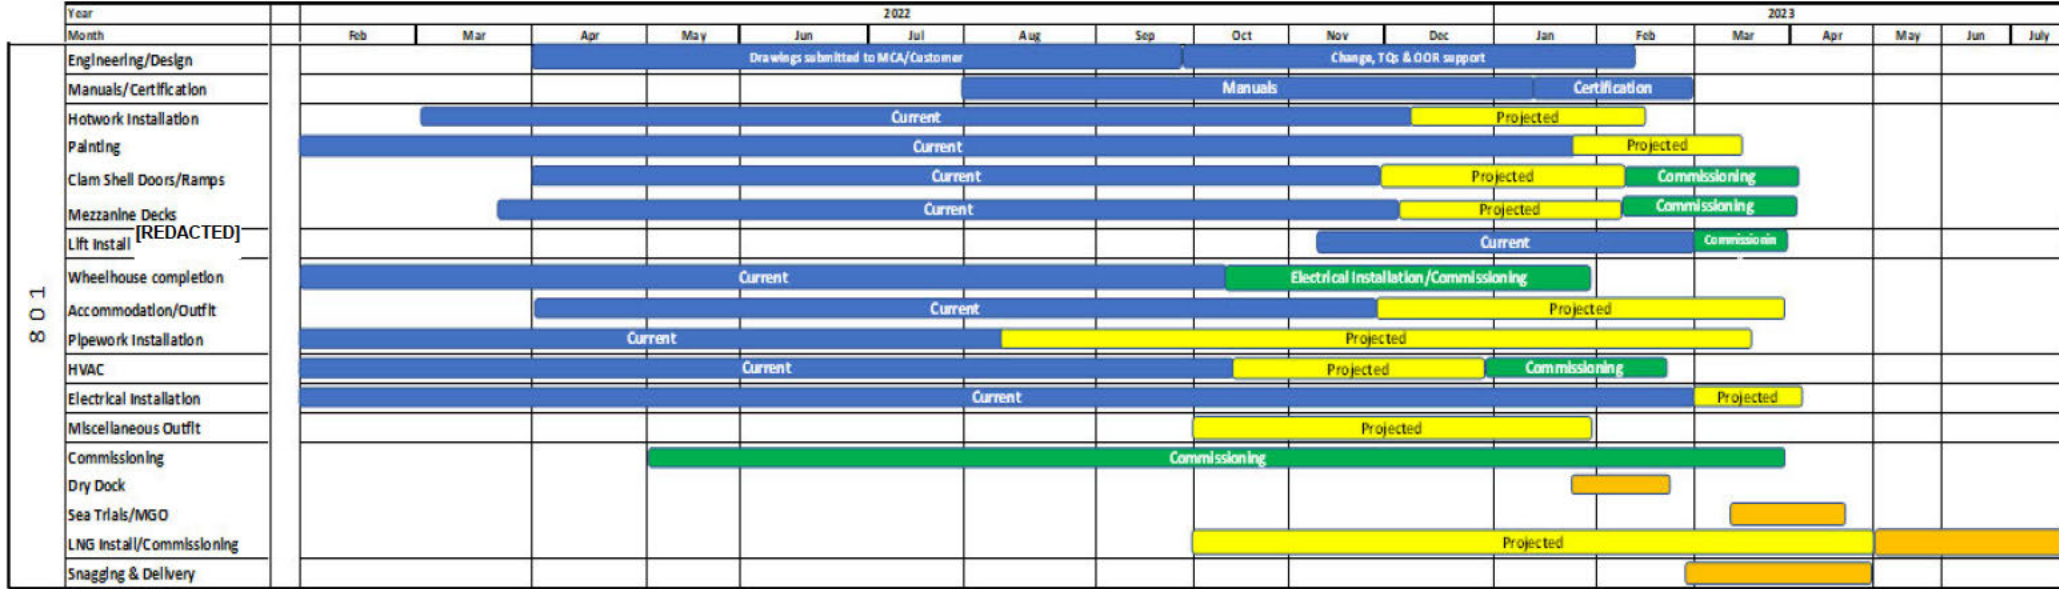 Year 2022 2023
Month Feb Mar Apr May Jun Jul Aug Sep Oct Nov Dec Jan Feb Mar Apr May Jun July
801
Engineering/Design Drawings submitted to MCA/Customer Change, TQs & OOR support
Manuals/Certification Manuals Certification
Hotwork Installation Current Projected
Painting Current Projected
Clam Shell Doors/Ramps Current Projected Commissioning
Mezzanine Decks Current Projected Commissioning
Lift Install [REDACTED] Current Commissionin
Wheelhouse completion Current Electrical Installation/Commissioning
Accommodation/Outfit Current Projected
Pipework Installation Current Projected
HVAC Current Projected Commissioning
Electrical Installation Current Projected
Miscellaneous Outfit Projected
Commissioning Commissioning
Dry Dock
Sea Trials/MGO
LNG Install/Commissioning Projected
Snagging & Delivery